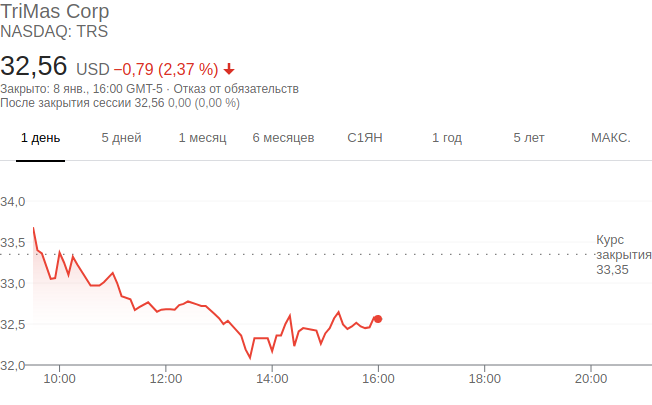 TriMas Corp
NASDAQ: TRS
32,56 USD −0,79 (2,37 %)
Закрыто: 8 янв., 16:00 GMT-5 · Отказ от обязательств
После закрытия сессии 32,56 0,00 (0,00 %)
1 день 5 дней 1 месяц 6 месяцев С1ЯН 1 год 5 лет МАКС.
34,0
33,5
Курс
закрытия
33,35
33,0
32,5
32,0
10:00 12:00 14:00 16:00 18:00 20:00